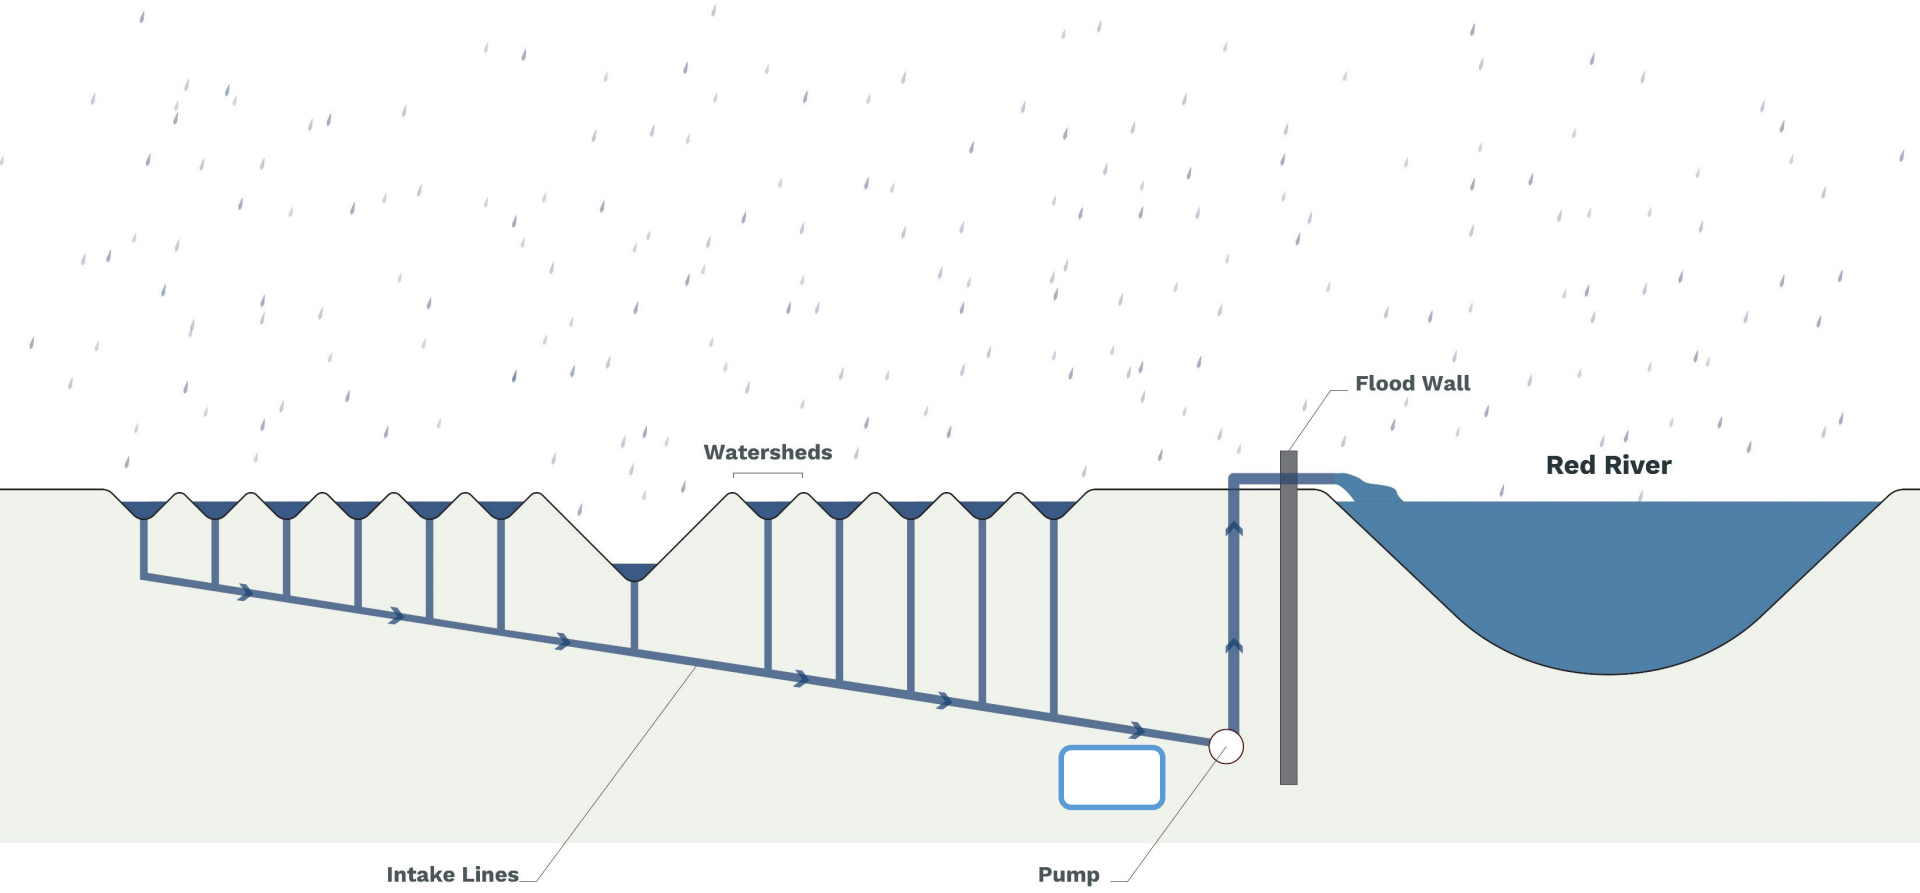 Flood Wall
Watersheds
Red River
Intake Lines
Pump